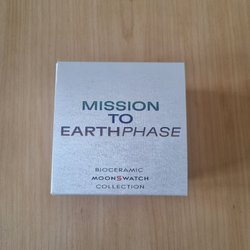 MISSION
TO
EARTHPHASE
BIOCERAMIC
MOONSWATCH
COLLECTION